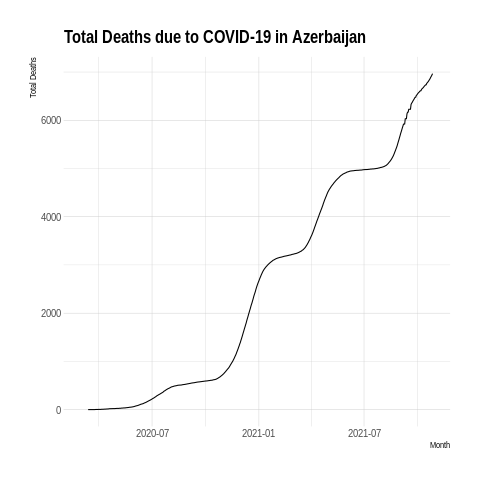 Total Deaths due to COVID-19 in Azerbaijan
Total Deaths
6000
4000
2000
0
2020-07
2021-01
2021-07
Month